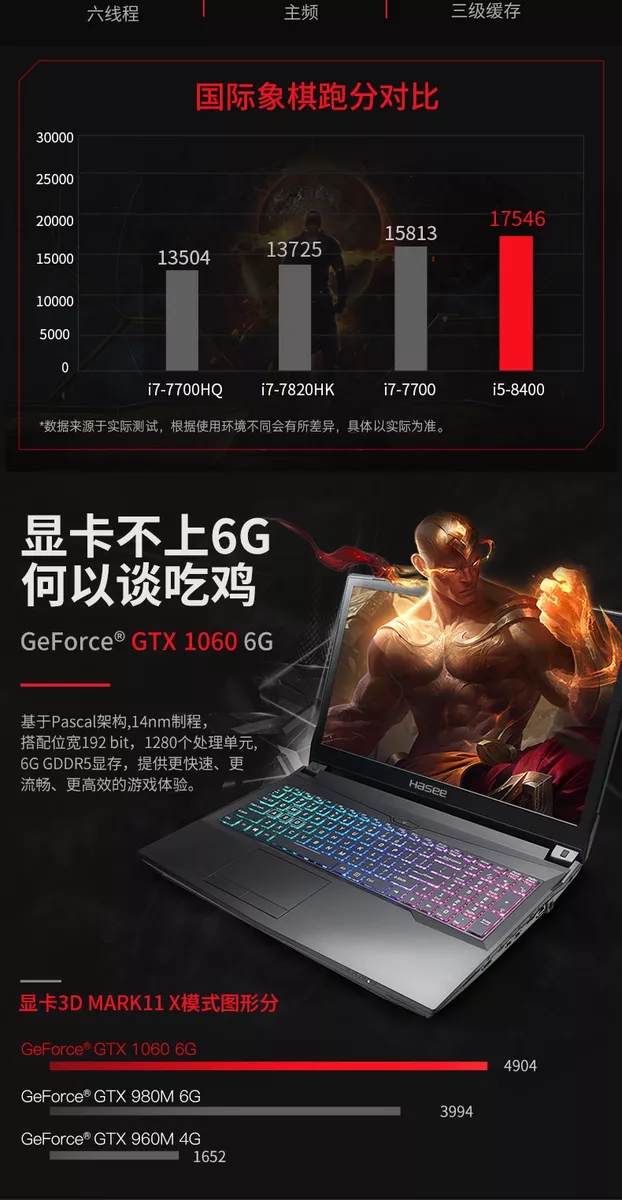 六线程
主频
三级缓存
国际象棋跑分对比
30000
25000
20000
15000
10000
5000
0
13504
13725
15813
17546
i7-7700HQ
i7-7820HK
i7-7700
i5-8400
*数据来源于实际测试，根据使用环境不同会有所差异，具体以实际为准。
显卡不上6G
何以谈吃鸡
GeForce® GTX 1060 6G
基于Pascal架构,14nm制程，
搭配位宽192 bit，1280个处理单元,
6G GDDR5显存，提供更快速、更
流畅、更高效的游戏体验。
Hasee
显卡3D MARK11 X模式图形分
GeForce® GTX 1060 6G
4904
GeForce® GTX 980M 6G
3994
GeForce® GTX 960M 4G
1652